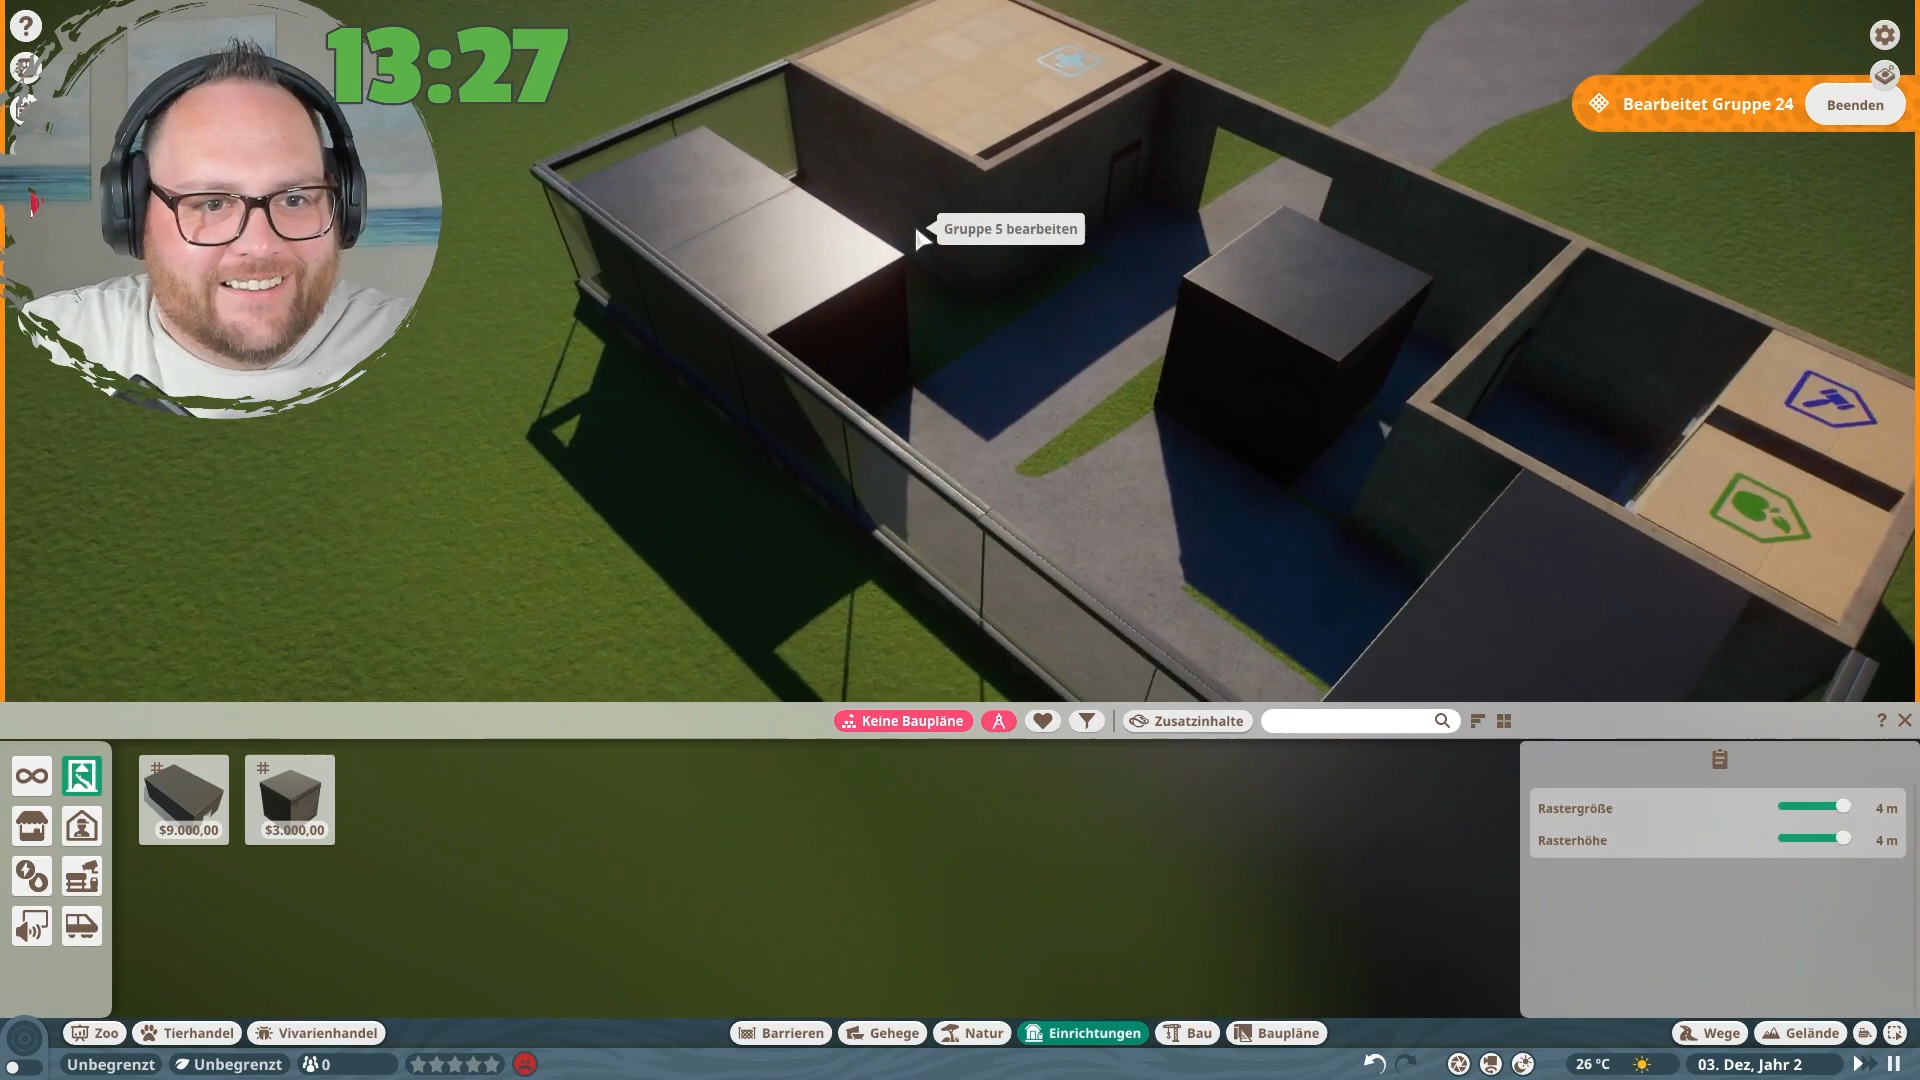 13:27
Bearbeitet Gruppe 24
Beenden
Gruppe 5 bearbeiten
Keine Baupläne
Zusatzinhalte
$9.000,00
$3.000,00
Rastergröße
4 m
Rasterhöhe
4 m
Zoo
Tierhandel
Vivarienhandel
Barrieren
Gehege
Natur
Einrichtungen
Bau
Baupläne
Wege
Gelände
Unbegrenzt
Unbegrenzt
0
26 °C
03. Dez, Jahr 2